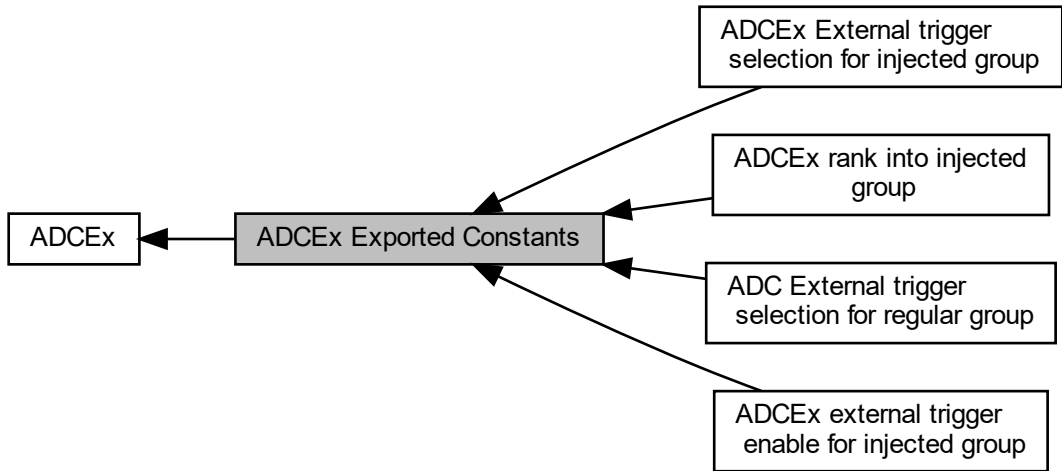 ADCEx External trigger
selection for injected group
ADCEx rank into injected
group
ADCEx
ADCEx Exported Constants
ADC External trigger
selection for regular group
ADCEx external trigger
enable for injected group